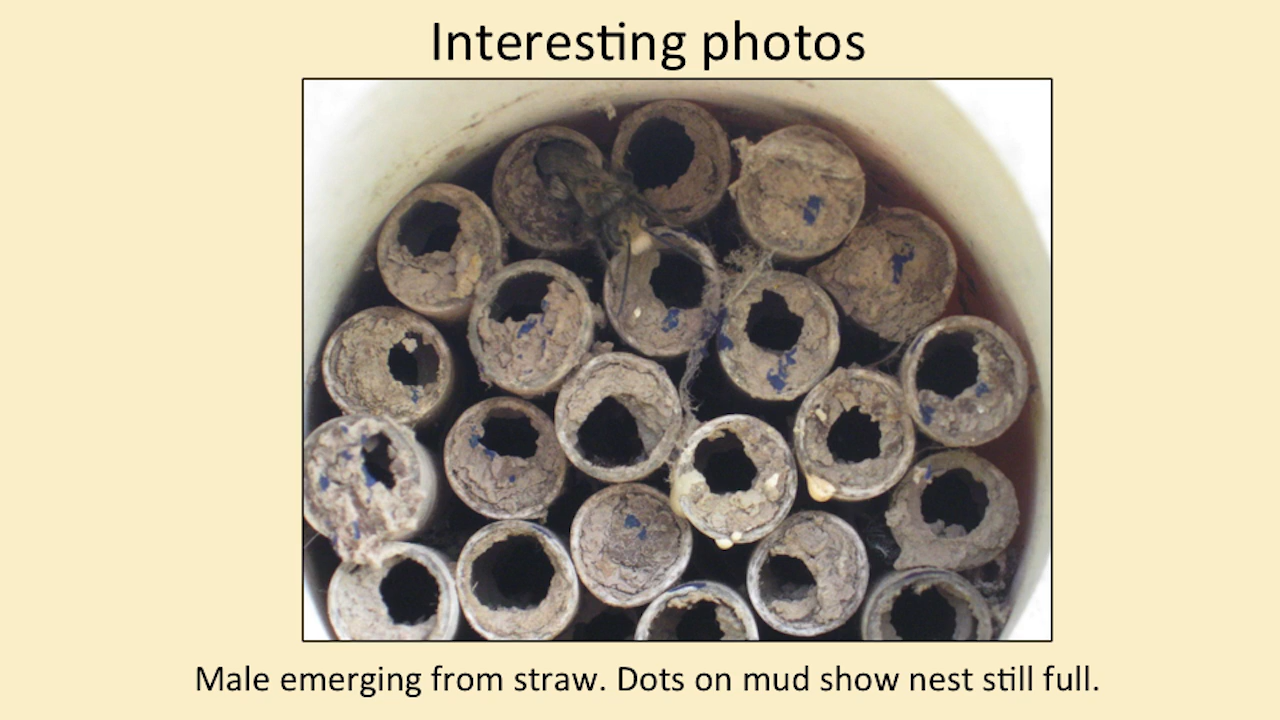 Interesting photos
Male emerging from straw. Dots on mud show nest still full.